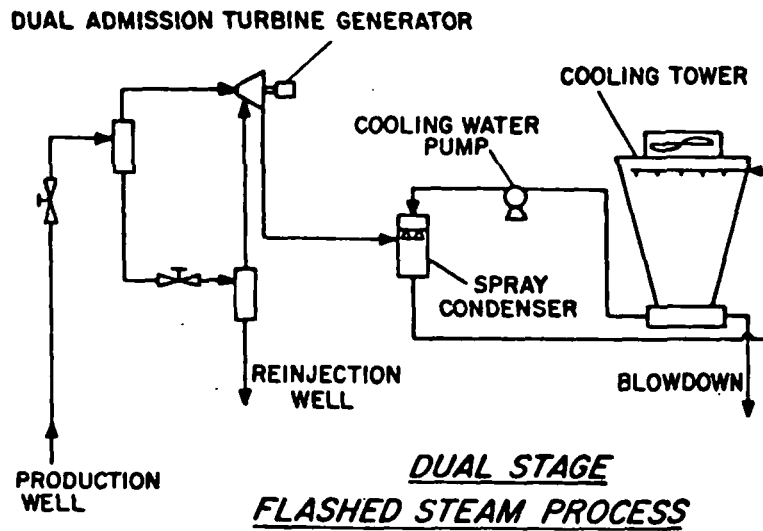 DUAL ADMISSION TURBINE GENERATOR
COOLING TOWER
COOLING WATER
PUMP
SPRAY
CONDENSER
REINJECTION
WELL
BLOWDOWN
PRODUCTION
WELL
DUAL STAGE
FLASHED STEAM PROCESS